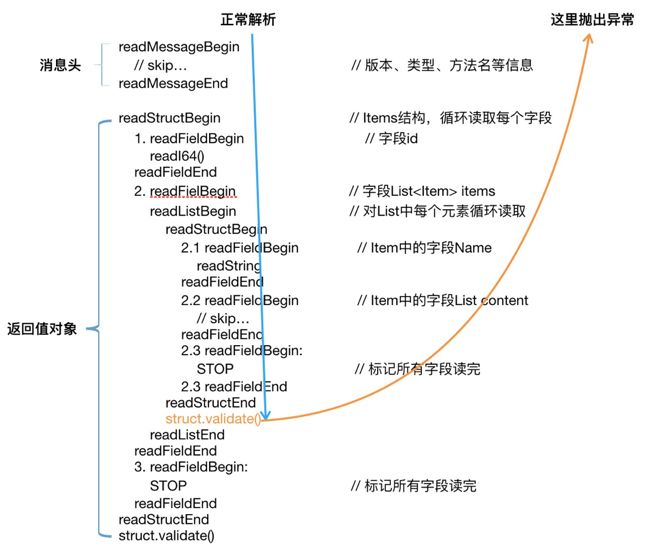 正常解析 这里抛出异常
readMessageBegin
消息头 // skip... // 版本、类型、方法名等信息
readMessageEnd
readStructBegin // Items结构，循环读取每个字段
1. readFieldBegin // 字段id
readI64()
readFieldEnd
2. readFielBegin // 字段List<Item> items
readListBegin // 对List中每个元素循环读取
readStructBegin
2.1 readFieldBegin // Item中的字段Name
readString
readFieldEnd
2.2 readFieldBegin // Item中的字段List content
// skip...
返回值对象 readFieldEnd
2.3 readFieldBegin:
STOP // 标记所有字段读完
2.3 readFieldEnd
readStructEnd
struct.validate()
readListEnd
readFieldEnd
3. readFieldBegin:
STOP // 标记所有字段读完
readFieldEnd
readStructEnd
struct.validate()